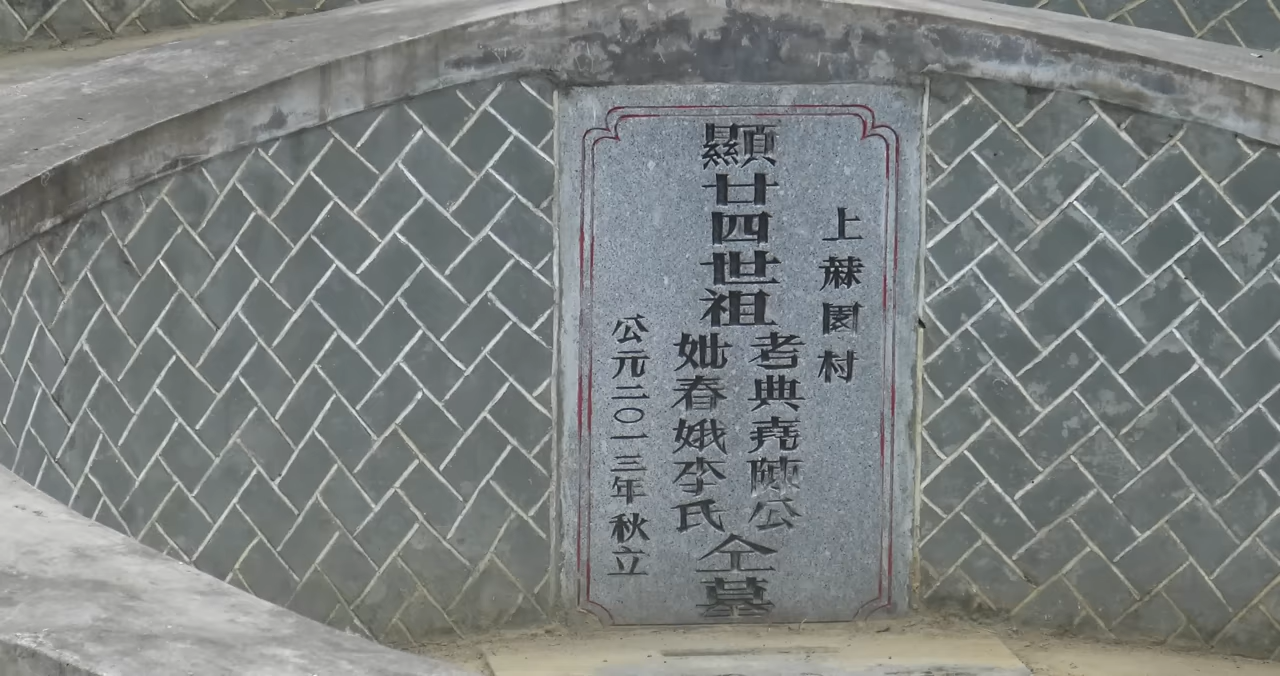 上蔴園村
顯廿四世祖
考典堯陳公
妣春娥李氏
仝墓
公元二〇一三年秋立